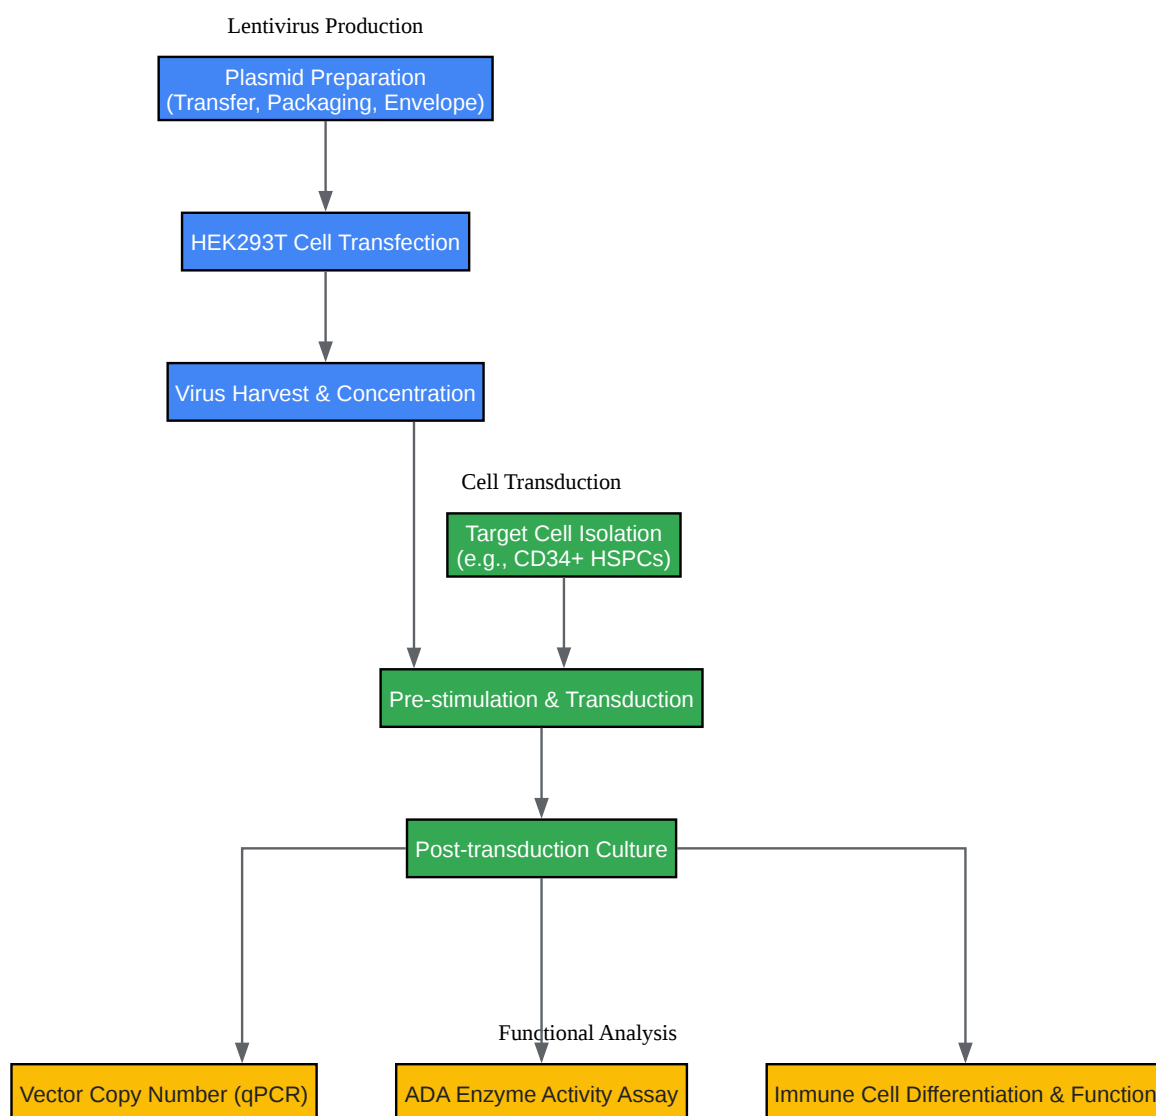 Lentivirus Production
Plasmid Preparation
(Transfer, Packaging, Envelope)
HEK293T Cell Transfection
Virus Harvest & Concentration
Cell Transduction
Target Cell Isolation
(e.g., CD34+ HSPCs)
Pre-stimulation & Transduction
Post-transduction Culture
Functional Analysis
Vector Copy Number (qPCR)
ADA Enzyme Activity Assay
Immune Cell Differentiation & Function